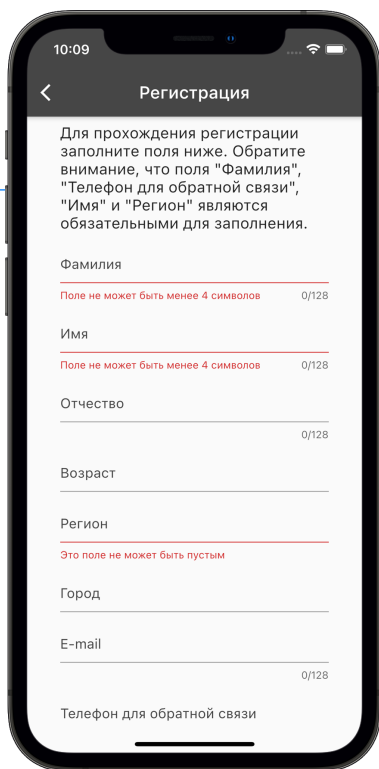 10:09
Регистрация
Для прохождения регистрации
заполните поля ниже. Обратите
внимание, что поля "Фамилия",
"Телефон для обратной связи",
"Имя" и "Регион" являются
обязательными для заполнения.
Фамилия
Поле не может быть менее 4 символов 0/128
Имя
Поле не может быть менее 4 символов 0/128
Отчество
0/128
Возраст
Регион
Это поле не может быть пустым
Город
E-mail
0/128
Телефон для обратной связи